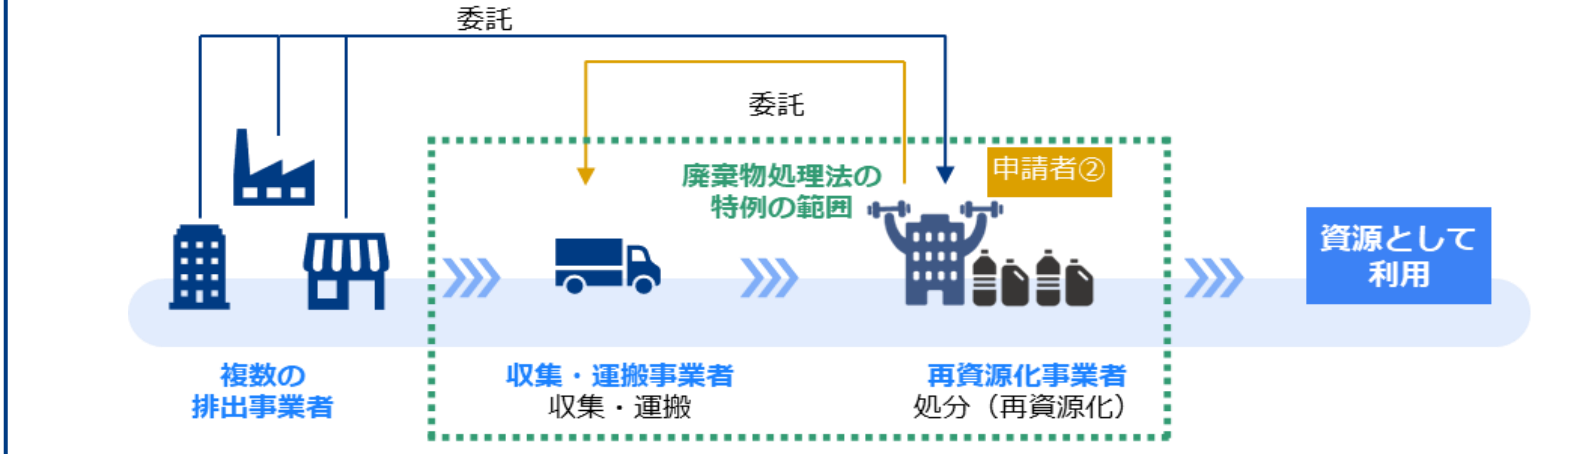 委託
委託
廃棄物処理法の
特例の範囲
申請者②
資源として
利用
複数の
排出事業者
収集・運搬事業者
収集・運搬
再資源化事業者
処分（再資源化）